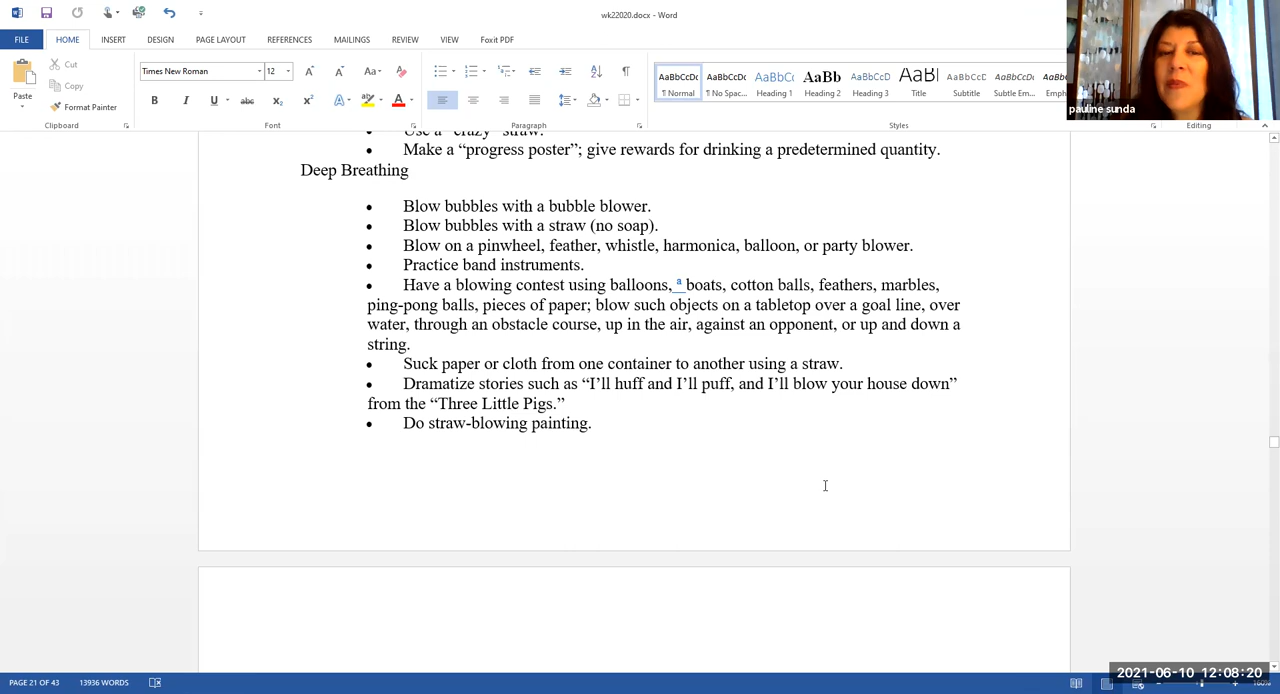 wk22020.docx - Word
FILE HOME INSERT DESIGN PAGE LAYOUT REFERENCES MAILINGS REVIEW VIEW Foxit PDF
Paste
Cut
Copy
Format Painter
Clipboard
Times New Roman 12
Font
Paragraph
AaBbCcDc AaBbCcDc AaBbCc AaBb AaBbCcD AaBl AaBbCcD AaBbCcDc AaBb
¶ Normal ¶ No Spac... Heading 1 Heading 2 Heading 3 Title Subtitle Subtle Em...
Styles
Editing
pauline sunda
• Use a “crazy” straw.
• Make a “progress poster”; give rewards for drinking a predetermined quantity.
Deep Breathing
• Blow bubbles with a bubble blower.
• Blow bubbles with a straw (no soap).
• Blow on a pinwheel, feather, whistle, harmonica, balloon, or party blower.
• Practice band instruments.
• Have a blowing contest using balloons, a boats, cotton balls, feathers, marbles,
ping-pong balls, pieces of paper; blow such objects on a tabletop over a goal line, over
water, through an obstacle course, up in the air, against an opponent, or up and down a
string.
• Suck paper or cloth from one container to another using a straw.
• Dramatize stories such as “I’ll huff and I’ll puff, and I’ll blow your house down”
from the “Three Little Pigs.”
• Do straw-blowing painting.
PAGE 21 OF 43 13936 WORDS
2021-06-10 12:08:20